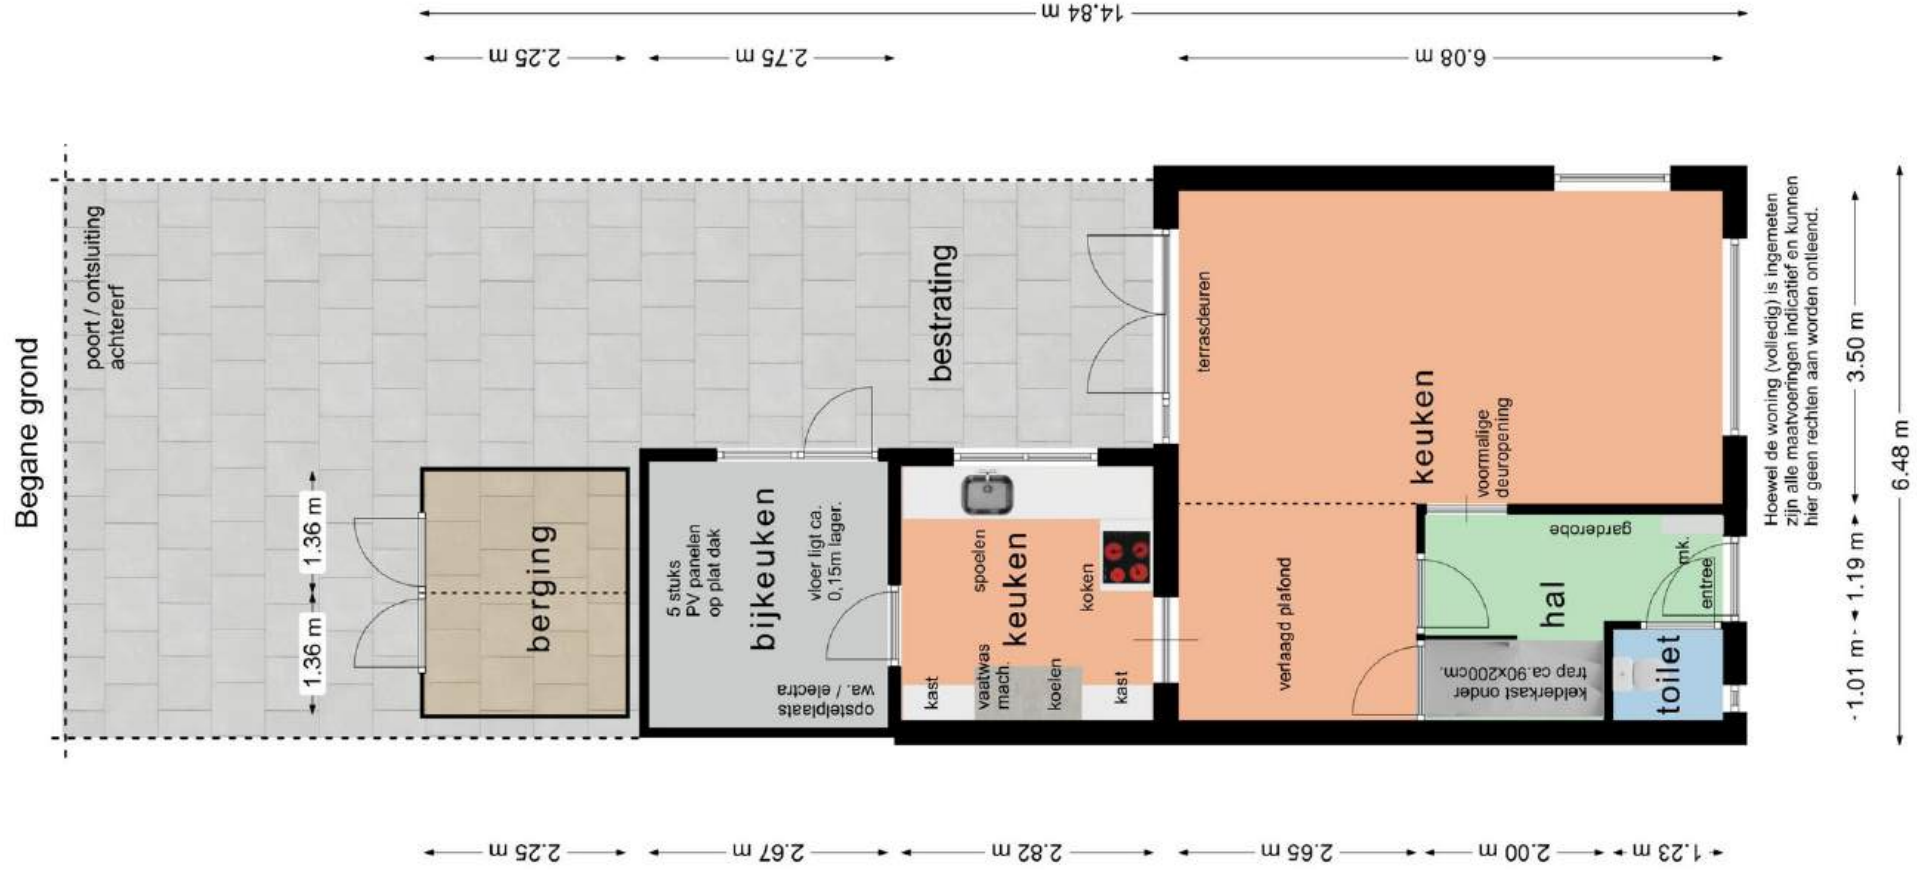 Begane grond
poort / ontsluiting
achtererf
1.36 m
1.36 m
berging
5 stuks
PV panelen
op plat dak
bijkeuken
vloer ligt ca.
0,15m lager.
opstelplaats
wa. / electra
bestrating
kast
vaatwas
mach.
spoelen
keuken
koelen
koken
kast
terrasdeuren
verlaagd plafond
keuken
voormalige
deuropening
garderobe
hal
mk.
entree
kelderkast onder
trap ca.90x200cm.
toilet
Hoewel de woning (volledig) is ingemeten
zijn alle maatvoeringen indicatief en kunnen
hier geen rechten aan worden ontleend.
1.01 m
1.19 m
3.50 m
6.48 m
14.84 m
2.25 m
2.75 m
6.08 m
2.25 m
2.67 m
2.82 m
2.65 m
2.00 m
1.23 m